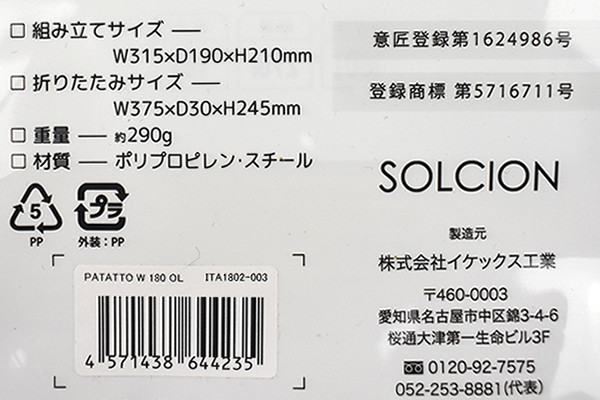 □ 組み立てサイズ ──
W315×D190×H210mm
□ 折りたたみサイズ ──
W375×D30×H245mm
□ 重量 ── 約290g
□ 材質 ── ポリプロピレン・スチール
5
PP
プラ
外装:PP
PATATTO W 180 OL ITA1802-003
4 571438 644235
意匠登録第1624986号
登録商標 第5716711号
SOLCION
製造元
株式会社イケックス工業
〒460-0003
愛知県名古屋市中区錦3-4-6
桜通大津第一生命ビル3F
0120-92-7575
052-253-8881(代表)